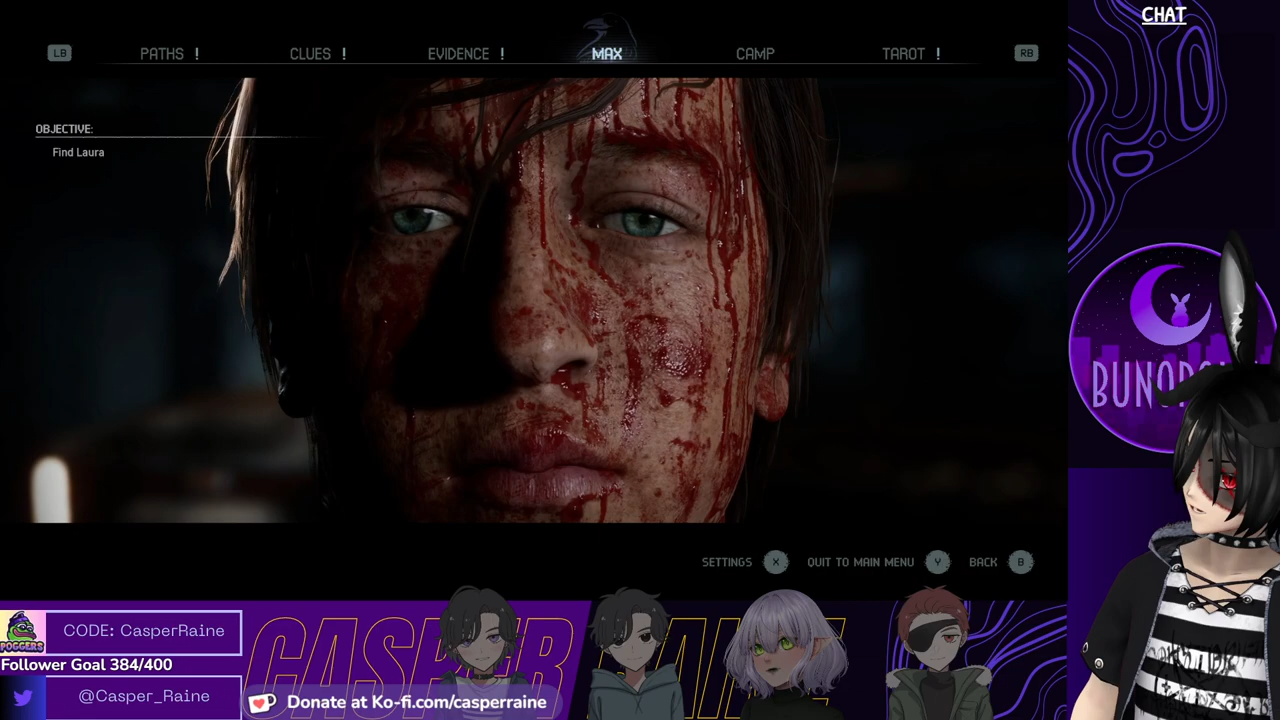 CHAT
LB
PATHS !
CLUES !
EVIDENCE !
MAX
CAMP
TAROT !
RB
OBJECTIVE:
Find Laura
SETTINGS X
QUIT TO MAIN MENU Y
BACK B
POGGERS
CODE: CasperRaine
Follower Goal 384/400
@Casper_Raine
Donate at Ko-fi.com/casperraine